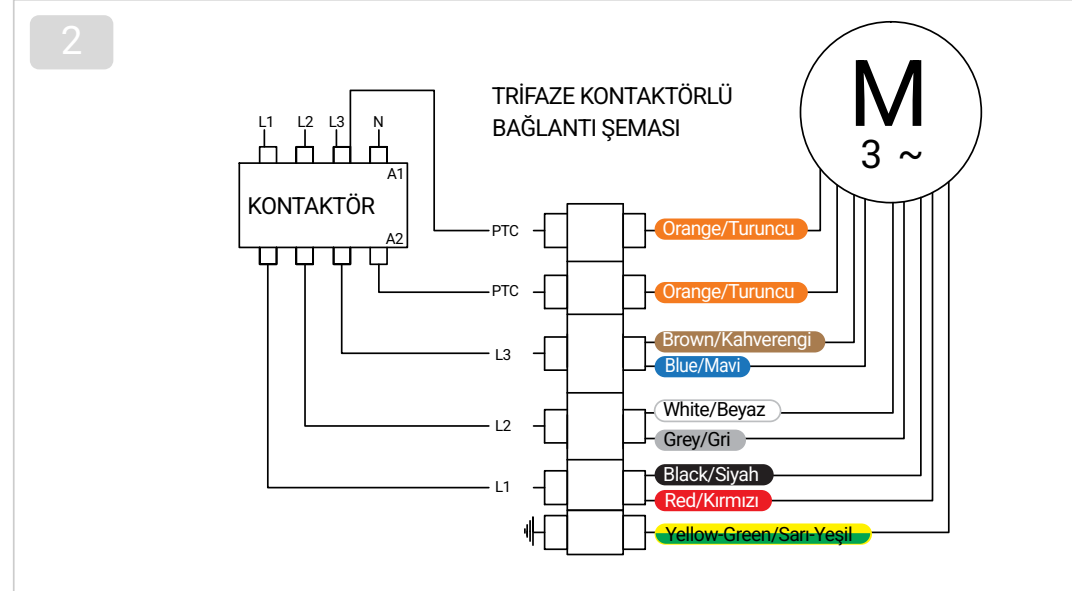 2
TRİFAZE KONTAKTÖRLÜ
BAĞLANTI ŞEMASI
M
3 ~
L1 L2 L3 N
A1
KONTAKTÖR
A2
PTC Orange/Turuncu
PTC Orange/Turuncu
Brown/Kahverengi
L3
Blue/Mavi
White/Beyaz
L2
Grey/Gri
Black/Siyah
L1
Red/Kırmızı
Yellow-Green/Sarı-Yeşil